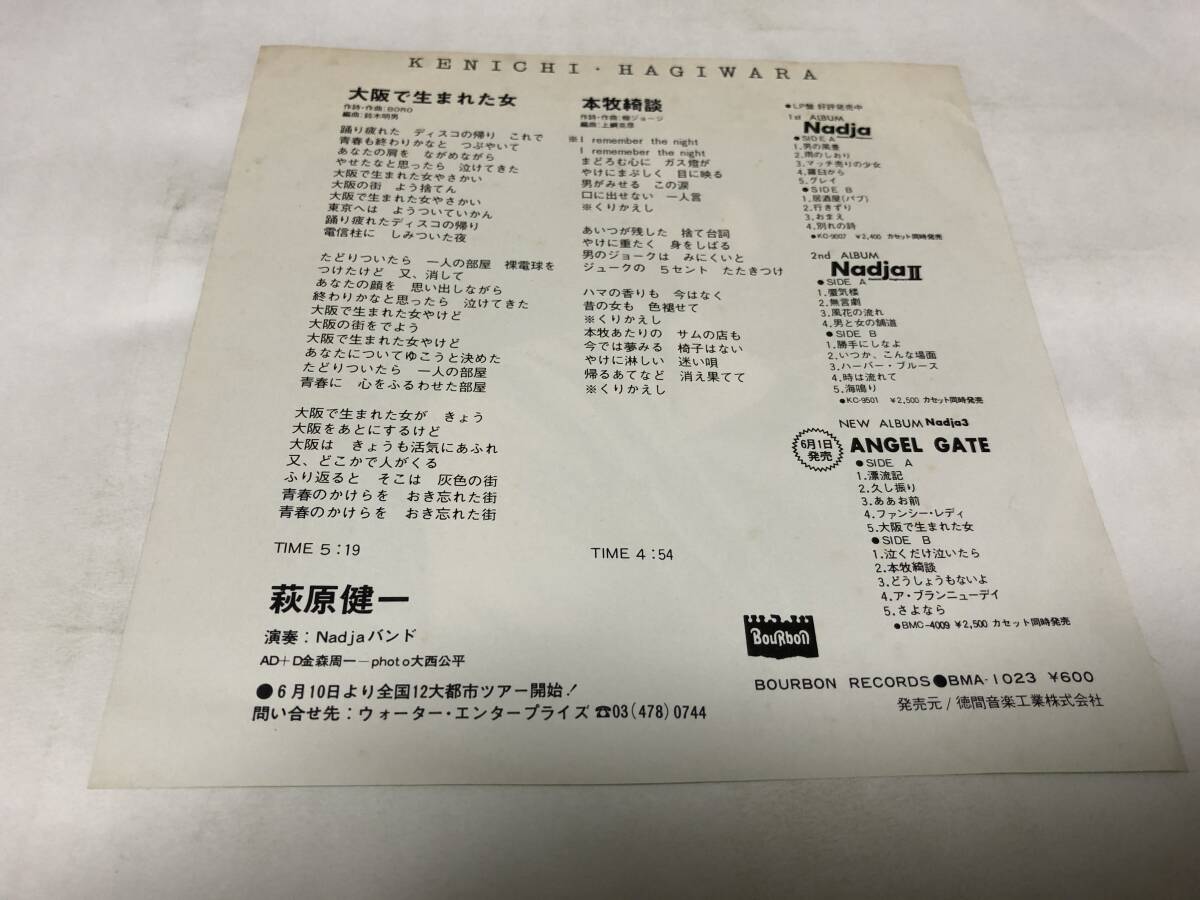 KENICHI・HAGIWARA
大阪で生まれた女
作詩・作曲:BORO
編曲:鈴木明男
踊り疲れた ディスコの帰り これで
青春も終わりかなと つぶやいて
あなたの肩を ながめながら
やせたなと思ったら 泣けてきた
大阪で生まれた女やさかい
大阪の街 よう捨てん
大阪で生まれた女やさかい
東京へは ようついていかん
踊り疲れたディスコの帰り
電信柱に しみついた夜
たどりついたら 一人の部屋 裸電球を
つけたけど 又、消して
あなたの顔を 思い出しながら
終わりかなと思ったら 泣けてきた
大阪で生まれた女やけど
大阪の街をでよう
大阪で生まれた女やけど
あなたについてゆこうと決めた
たどりついたら 一人の部屋
青春に 心をふるわせた部屋
大阪で生まれた女が きょう
大阪をあとにするけど
大阪は きょうも活気にあふれ
又、どこかで人がくる
ふり返ると そこは 灰色の街
青春のかけらを おき忘れた街
青春のかけらを おき忘れた街
TIME 5:19
本牧綺談
作詩・作曲:柳ジョージ
編曲:上綱克彦
※I remember the night
I rememeber the night
まどろむ心に ガス燈が
やけにまぶしく 目に映る
男がみせる この涙
口に出せない 一人言
※くりかえし
あいつが残した 捨て台詞
やけに重たく 身をしばる
男のジョークは みにくいと
ジュークの 5セント たたきつけ
ハマの香りも 今はなく
昔の女も 色褪せて
※くりかえし
本牧あたりの サムの店も
今では夢みる 椅子はない
やけに淋しい 迷い唄
帰るあてなど 消え果てて
※くりかえし
TIME 4:54
●LP盤 好評発売中
1st ALBUM
Nadja
●SIDE A
1.男の風景
2.雨のしおり
3.マッチ売りの少女
4.羅臼から
5.グレイ
●SIDE B
1.居酒屋(パブ)
2.行きずり
3.おまえ
4.別れの詩
●KC-9007 ¥2,400 カセット同時発売
2nd ALBUM
NadjaII
●SIDE A
1.蜃気楼
2.無言劇
3.風花の流れ
4.男と女の舗道
●SIDE B
1.勝手にしなよ
2.いつか、こんな場面
3.ハーバー・ブルース
4.時は流れて
5.海鳴り
●KC-9501 ¥2,500 カセット同時発売
NEW ALBUM Nadja3
6月1日
発売
ANGEL GATE
●SIDE A
1.漂流記
2.久し振り
3.ああお前
4.ファンシー・レディ
5.大阪で生まれた女
●SIDE B
1.泣くだけ泣いたら
2.本牧綺談
3.どうしようもないよ
4.ア・ブランニューデイ
5.さよなら
●BMC-4009 ¥2,500 カセット同時発売
萩原健一
演奏:Nadjaバンド
AD+D金森周一—photo大西公平
●6月10日より全国12大都市ツアー開始!
問い合せ先:ウォーター・エンタープライズ☎03(478)0744
BouRbon
BOURBON RECORDS●BMA-1023 ¥600
発売元/徳間音楽工業株式会社